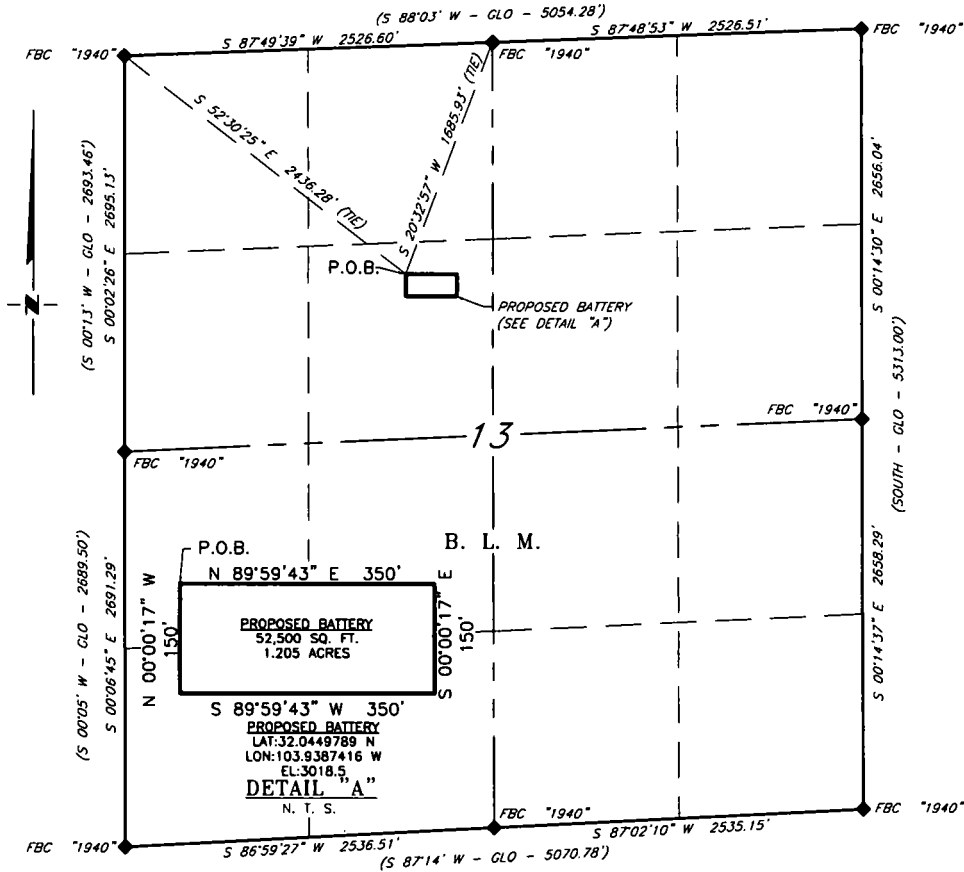 (S 88°03' W - GLO - 5054.28')
S 87°49'39" W 2526.60'
S 87°48'53" W 2526.51'
FBC "1940"
FBC "1940"
FBC "1940"
S 52°30'25" E 2436.28' (TIE)
S 20°32'57" W 1685.93' (TIE)
(S 00°13' W - GLO - 2693.46')
S 00°02'26" E 2695.13'
S 00°14'30" E 2656.04'
(SOUTH - GLO - 5313.00')
N
P.O.B.
PROPOSED BATTERY
(SEE DETAIL "A")
FBC "1940"
13
FBC "1940"
B. L. M.
(S 00°05' W - GLO - 2689.50')
S 00°06'45" E 2691.29'
S 00°14'37" E 2658.29'
P.O.B.
N 89°59'43" E 350'
N 00°00'17" W
150'
PROPOSED BATTERY
52,500 SQ. FT.
1.205 ACRES
S 00°00'17" E
150'
S 89°59'43" W 350'
PROPOSED BATTERY
LAT:32.0449789 N
LON:103.9387416 W
EL:3018.5
DETAIL "A"
N. T. S.
FBC "1940"
FBC "1940"
FBC "1940"
S 86°59'27" W 2536.51'
S 87°02'10" W 2535.15'
(S 87°14' W - GLO - 5070.78')